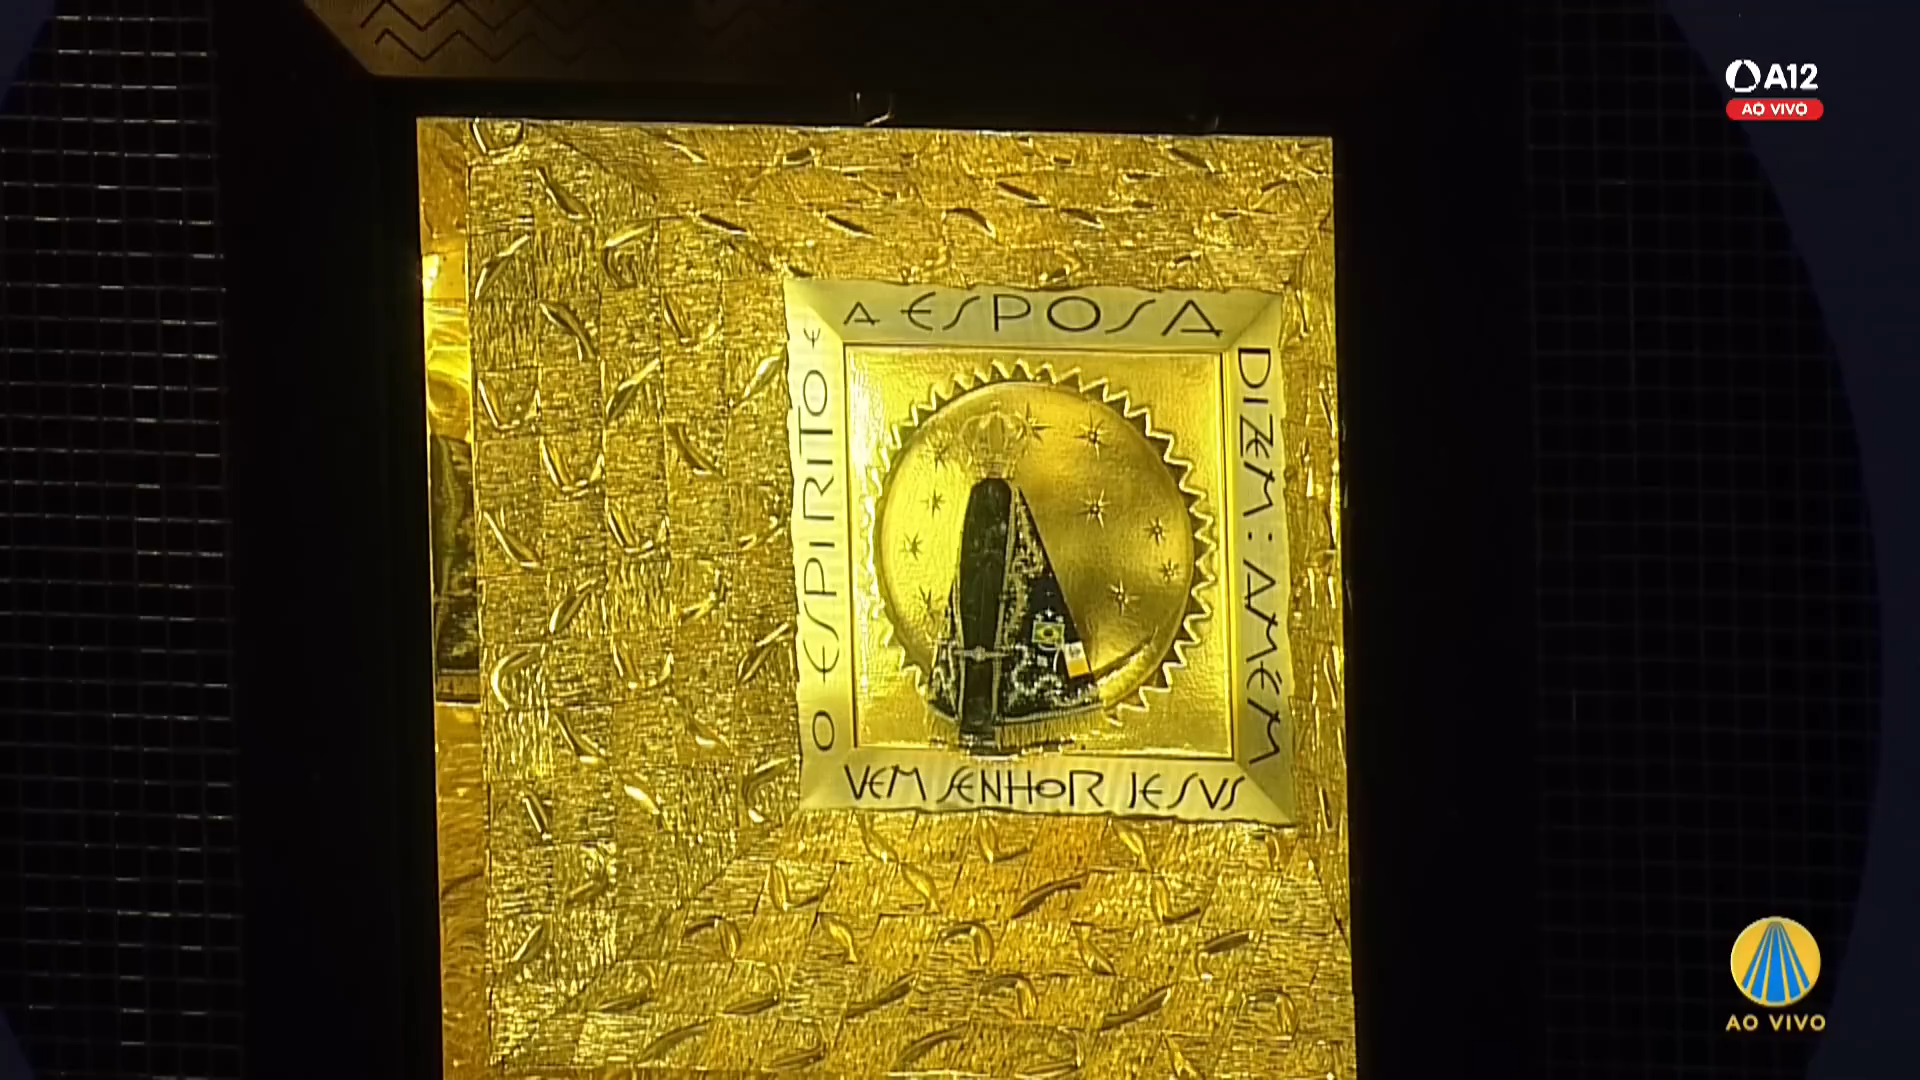 A12
AO VIVO
O ESPIRITO E
A ESPOSA
DIZEM: AMÉM
VEM SENHOR JESUS
AO VIVO